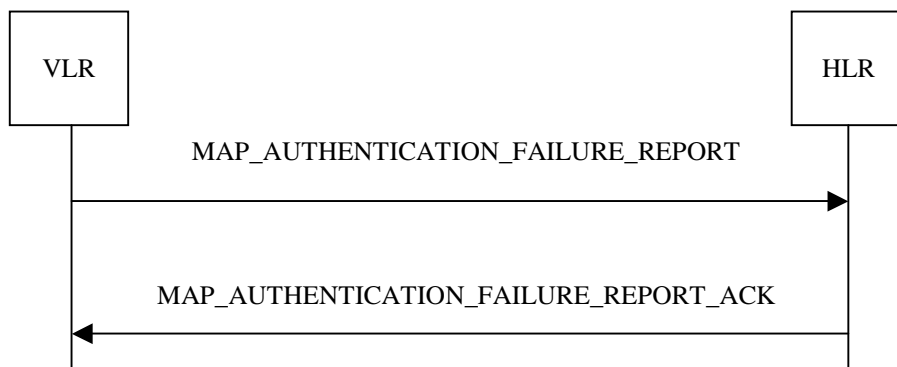 VLR
HLR
MAP_AUTHENTICATION_FAILURE_REPORT
MAP_AUTHENTICATION_FAILURE_REPORT_ACK